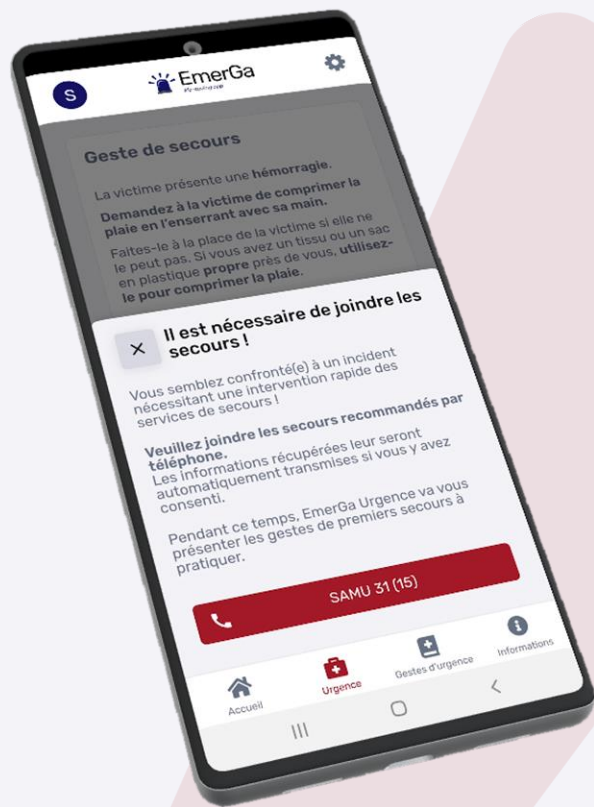 S
EmerGa
Geste de secours
La victime présente une hémorragie.
Demandez à la victime de comprimer la
plaie en l'enserrant avec sa main.
Faites-le à la place de la victime si elle ne
le peut pas. Si vous avez un tissu ou un sac
en plastique propre près de vous, utilisez-
le pour comprimer la plaie.
Il est nécessaire de joindre les
secours !
Vous semblez confronté(e) à un incident
nécessitant une intervention rapide des
services de secours !
Veuillez joindre les secours recommandés par
téléphone.
Les informations récupérées leur seront
automatiquement transmises si vous y avez
consenti.
Pendant ce temps, EmerGa Urgence va vous
présenter les gestes de premiers secours à
pratiquer.
SAMU 31 (15)
Accueil
Urgence
Gestes d'urgence
Informations